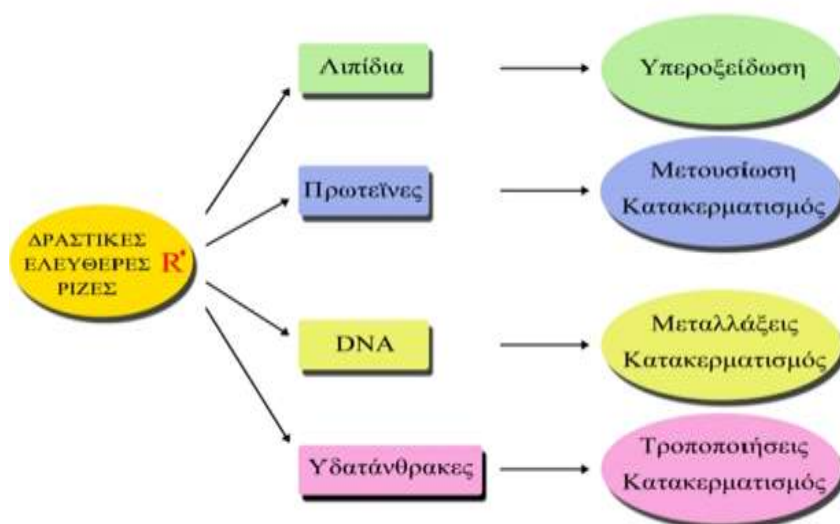 Λιπίδια
Υπεροξείδωση
Πρωτεΐνες
Μετουσίωση
Κατακερματισμός
ΔΡΑΣΤΙΚΕΣ
ΕΛΕΥΘΕΡΕΣ R•
ΡΙΖΕΣ
DNA
Μεταλλάξεις
Κατακερματισμός
Υδατάνθρακες
Τροποποιήσεις
Κατακερματισμός